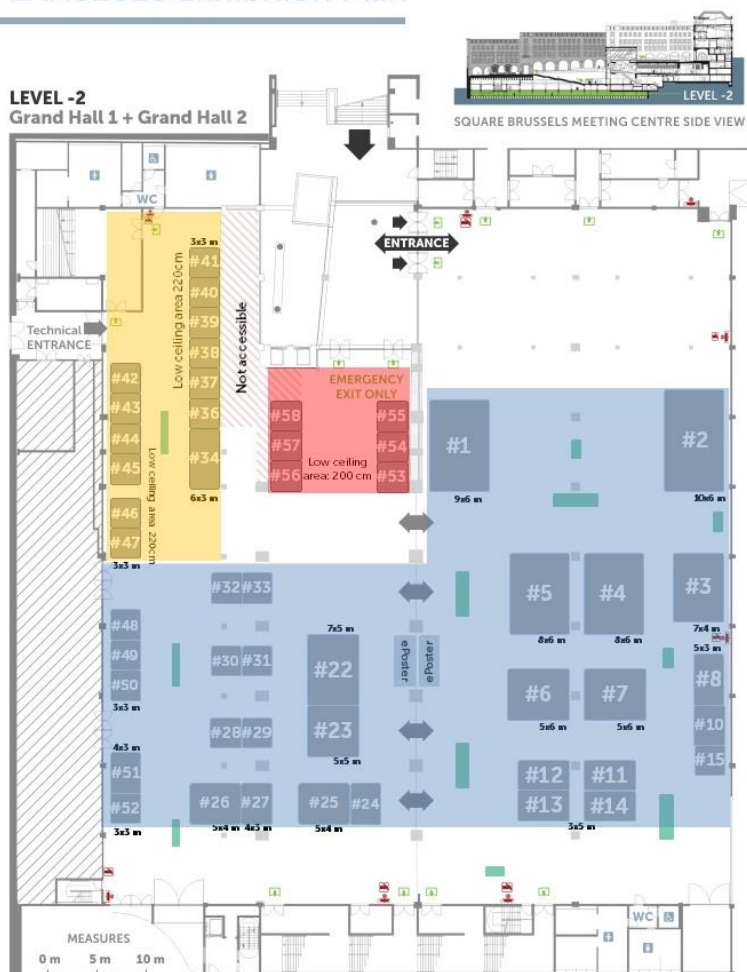 LEVEL -2
LEVEL -2
Grand Hall 1 + Grand Hall 2
SQUARE BRUSSELS MEETING CENTRE SIDE VIEW
WC
ENTRANCE
3x3 m
#41
#40
#39
#38
#37
#36
#34
6x3 m
Low ceiling area 220cm
Not accessible
Technical
ENTRANCE
#42
#43
#44
#45
#46
#47
3x3 m
Low ceiling area 220cm
EMERGENCY
EXIT ONLY
#58
#55
#57
#54
#56
#53
Low ceiling
area: 200 cm
#1
9x6 m
#2
10x6 m
#5
8x6 m
#4
8x6 m
#3
7x4 m
#32
#33
#48
#49
#50
3x3 m
#30
#31
7x5 m
#22
#23
5x5 m
ePoster
ePoster
#6
5x6 m
#7
5x6 m
5x3 m
#8
#10
#15
#28
#29
4x3 m
#51
#52
3x3 m
#26
#27
5x4 m
4x3 m
#25
#24
5x4 m
#12
#11
#13
#14
3x5 m
WC
MEASURES
0 m 5 m 10 m